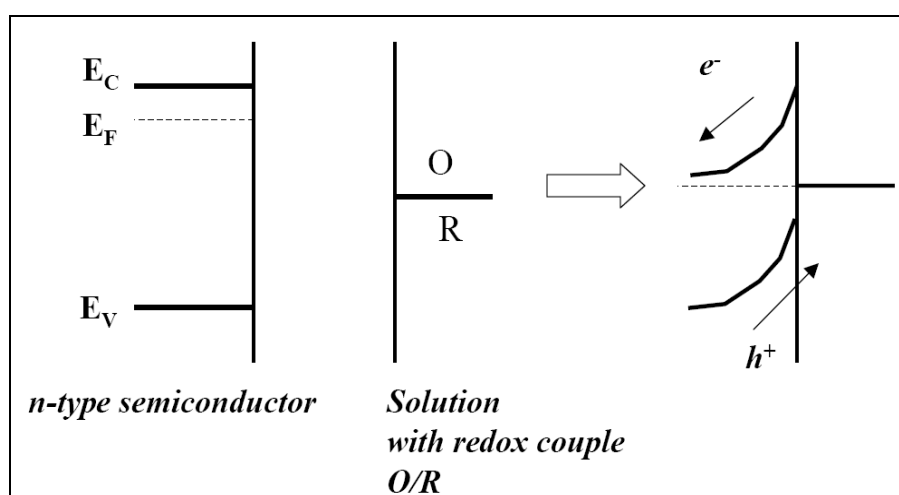 E_C
E_F
E_V
O
R
e⁻
h⁺
n-type semiconductor
Solution
with redox couple
O/R